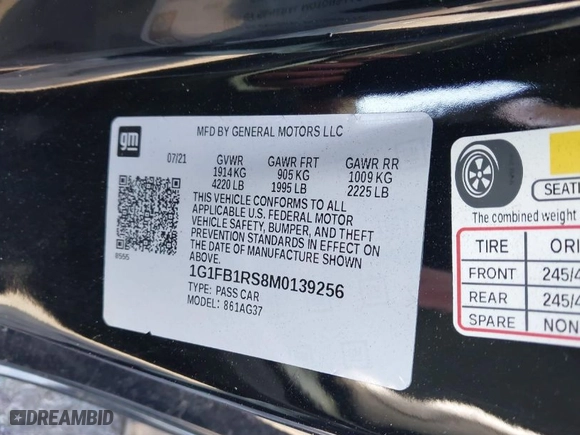 gm
MFD BY GENERAL MOTORS LLC
07/21 GVWR GAWR FRT GAWR RR
1914 KG 905 KG 1009 KG
4220 LB 1995 LB 2225 LB
THIS VEHICLE CONFORMS TO ALL
APPLICABLE U.S. FEDERAL MOTOR
VEHICLE SAFETY, BUMPER, AND THEFT
PREVENTION STANDARDS IN EFFECT ON
THE DATE OF MANUFACTURE SHOWN
ABOVE.
8555
1G1FB1RS8M0139256
TYPE: PASS CAR
MODEL: 861AG37
SEATI
The combined weight
TIRE ORI
FRONT 245/4
REAR 245/4
SPARE NON
©DREAMBID